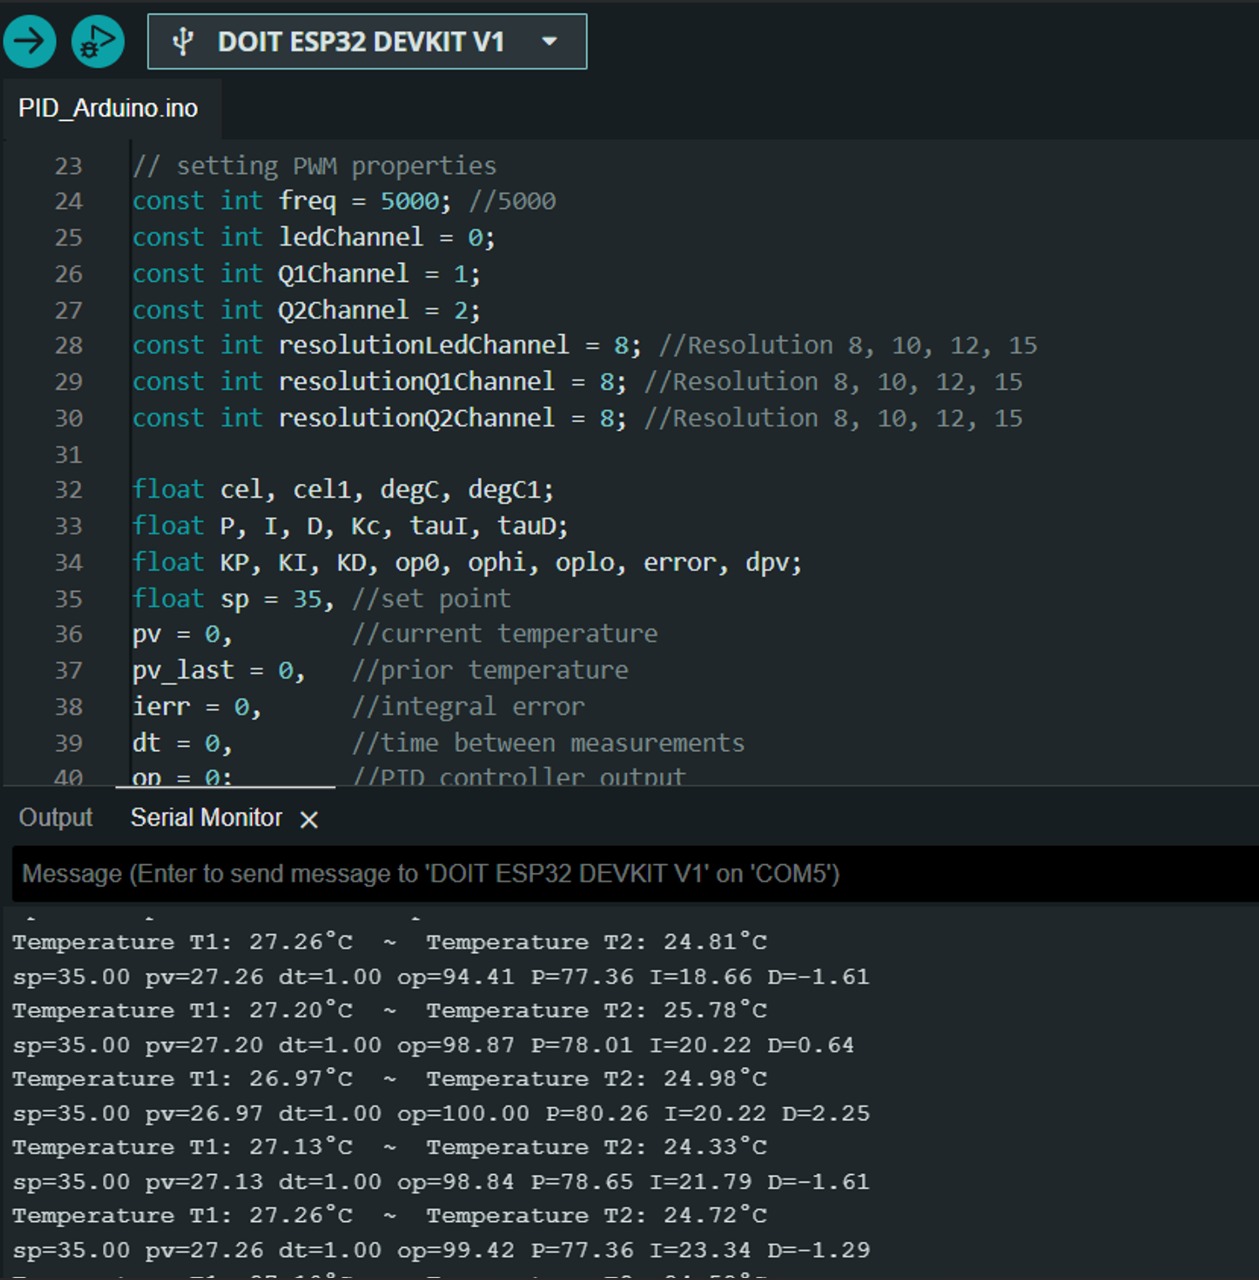 DOIT ESP32 DEVKIT V1
PID_Arduino.ino
23 // setting PWM properties
24 const int freq = 5000; //5000
25 const int ledChannel = 0;
26 const int Q1Channel = 1;
27 const int Q2Channel = 2;
28 const int resolutionLedChannel = 8; //Resolution 8, 10, 12, 15
29 const int resolutionQ1Channel = 8; //Resolution 8, 10, 12, 15
30 const int resolutionQ2Channel = 8; //Resolution 8, 10, 12, 15
31
32 float cel, cel1, degC, degC1;
33 float P, I, D, Kc, tauI, tauD;
34 float KP, KI, KD, op0, ophi, oplo, error, dpv;
35 float sp = 35, //set point
36 pv = 0, //current temperature
37 pv_last = 0, //prior temperature
38 ierr = 0, //integral error
39 dt = 0, //time between measurements
40 op = 0; //PID controller output
Output Serial Monitor
Message (Enter to send message to 'DOIT ESP32 DEVKIT V1' on 'COM5')
Temperature T1: 27.26°C ~ Temperature T2: 24.81°C
sp=35.00 pv=27.26 dt=1.00 op=94.41 P=77.36 I=18.66 D=-1.61
Temperature T1: 27.20°C ~ Temperature T2: 25.78°C
sp=35.00 pv=27.20 dt=1.00 op=98.87 P=78.01 I=20.22 D=0.64
Temperature T1: 26.97°C ~ Temperature T2: 24.98°C
sp=35.00 pv=26.97 dt=1.00 op=100.00 P=80.26 I=20.22 D=2.25
Temperature T1: 27.13°C ~ Temperature T2: 24.33°C
sp=35.00 pv=27.13 dt=1.00 op=98.84 P=78.65 I=21.79 D=-1.61
Temperature T1: 27.26°C ~ Temperature T2: 24.72°C
sp=35.00 pv=27.26 dt=1.00 op=99.42 P=77.36 I=23.34 D=-1.29